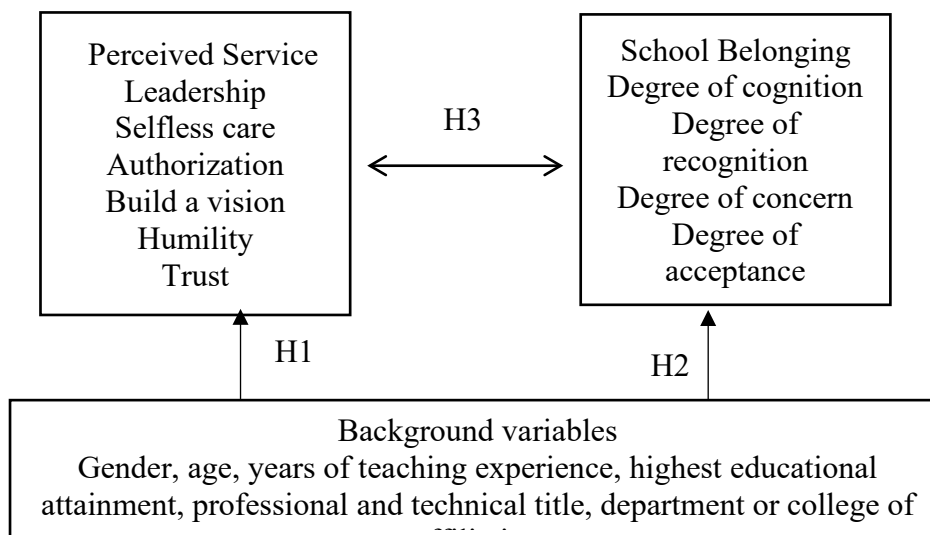 Perceived Service
Leadership
Selfless care
Authorization
Build a vision
Humility
Trust
H3
School Belonging
Degree of cognition
Degree of
recognition
Degree of concern
Degree of
acceptance
H1
H2
Background variables
Gender, age, years of teaching experience, highest educational
attainment, professional and technical title, department or college of